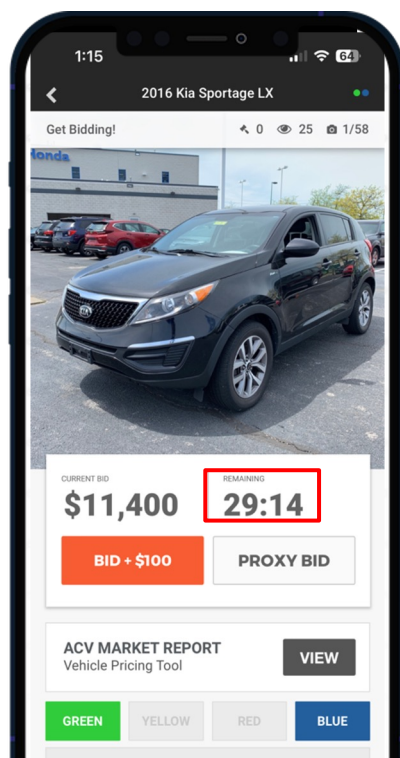 1:15
64
2016 Kia Sportage LX
Get Bidding!
0
25
1/58
Honda
CURRENT BID
REMAINING
$11,400
29:14
BID + $100
PROXY BID
ACV MARKET REPORT
Vehicle Pricing Tool
VIEW
GREEN
YELLOW
RED
BLUE